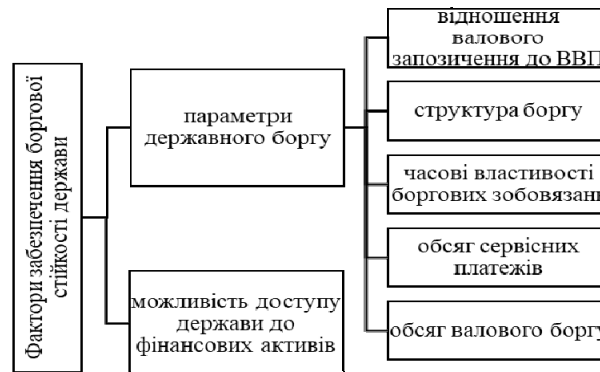 Фактори забезпечення боргової
стійкості держави
параметри
державного боргу
можливість доступу
держави до
фінансових активів
відношення
валового
запозичення до ВВП
структура боргу
часові властивості
боргових зобовязань
обсяг сервісних
платежів
обсяг валового боргу